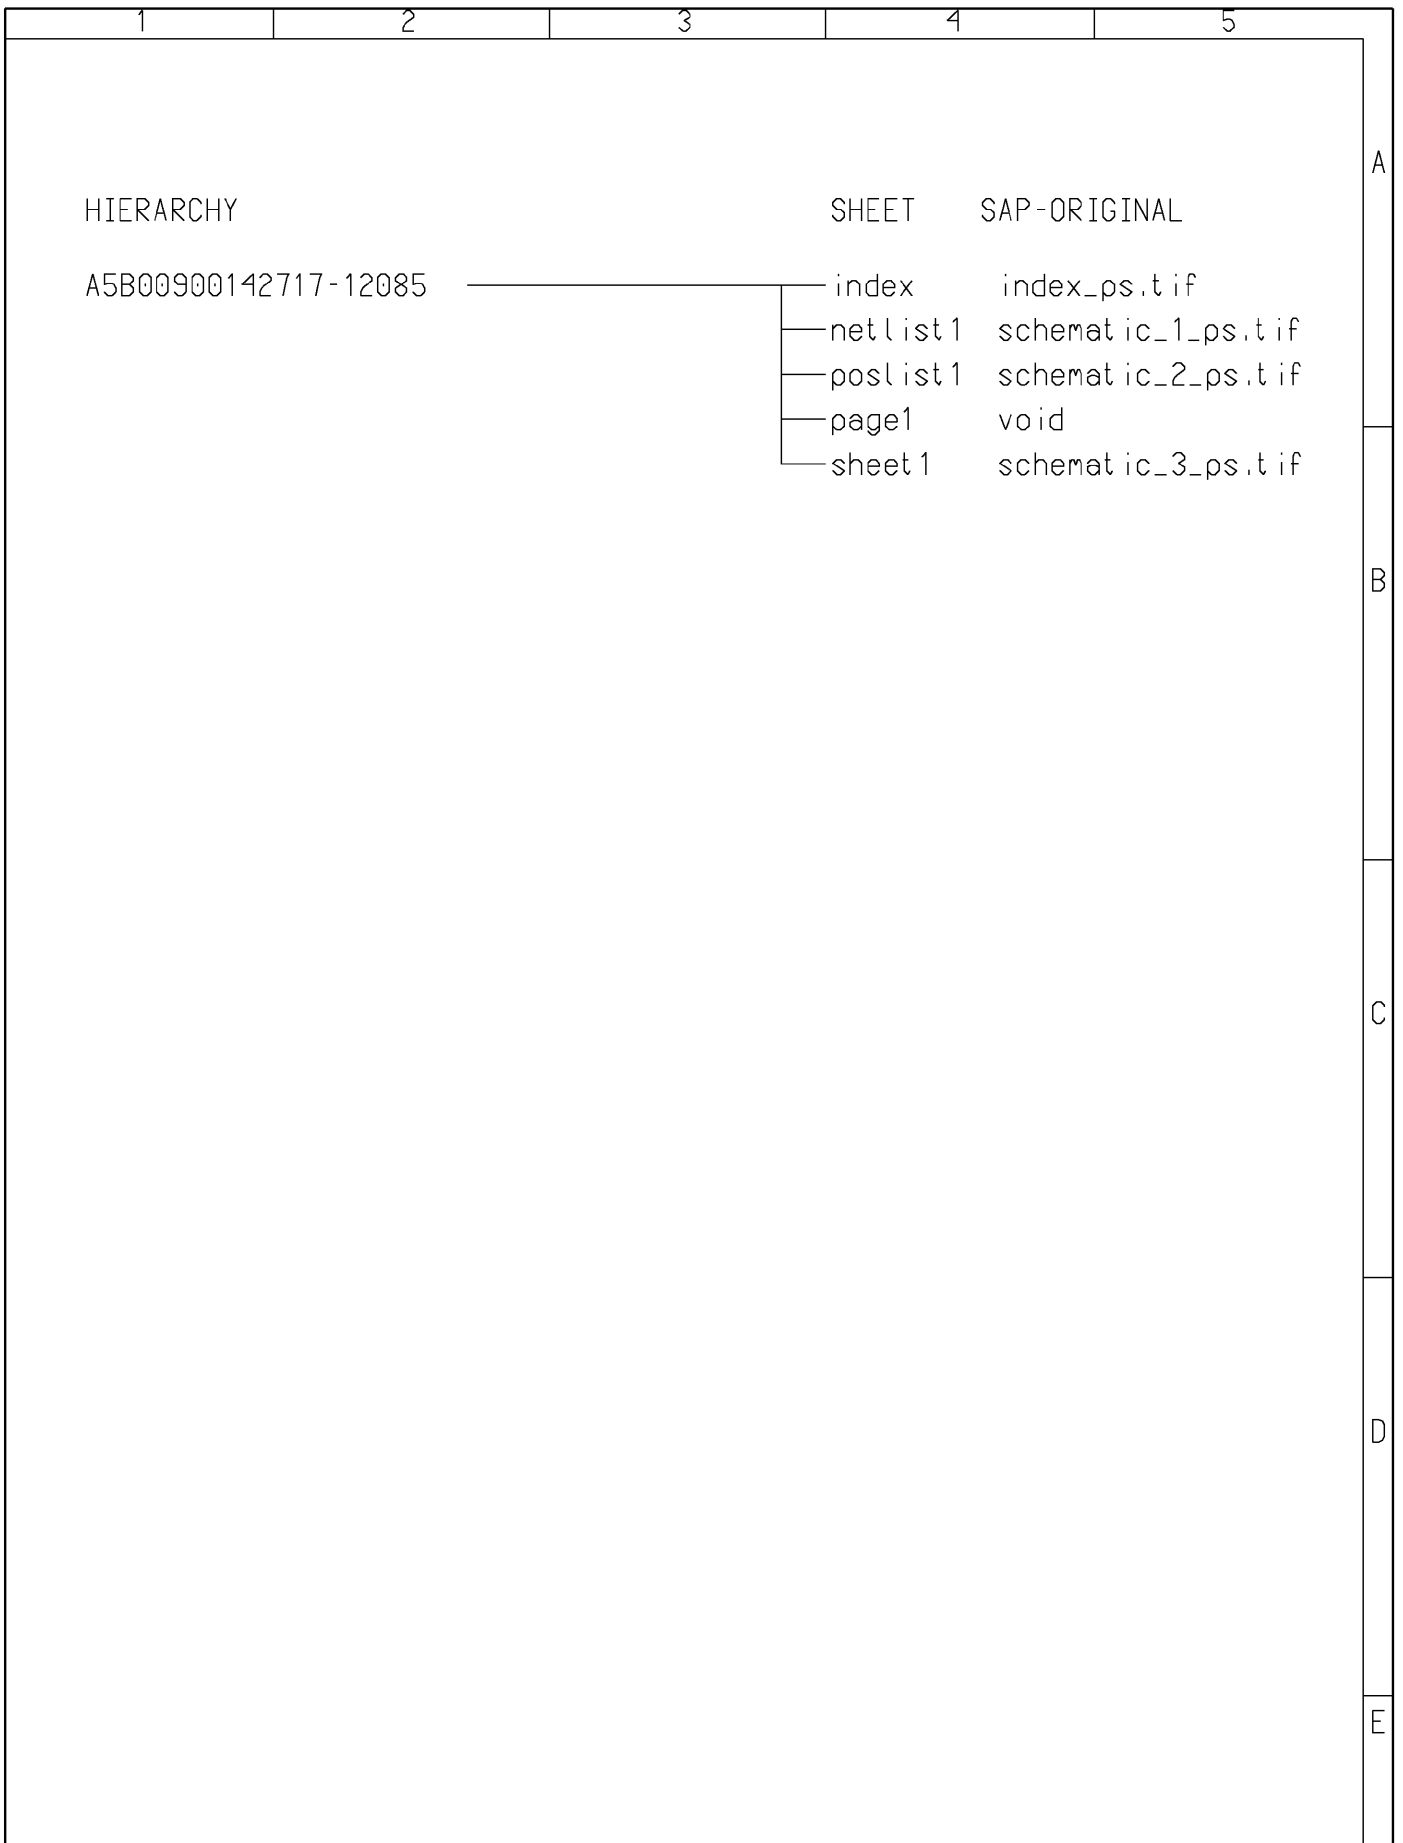 1 2 3 4 5
A
HIERARCHY SHEET SAP-ORIGINAL
A5B00900142717-12085 index index_ps.tif
netlist1 schematic_1_ps.tif
poslist1 schematic_2_ps.tif
page1 void
sheet1 schematic_3_ps.tif
B
C
D
E